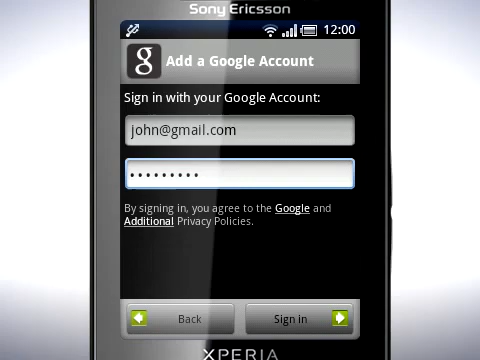 Sony Ericsson
12:00
g Add a Google Account
Sign in with your Google Account:
john@gmail.com
•••••••••
By signing in, you agree to the Google and
Additional Privacy Policies.
Back Sign in
XPERIA